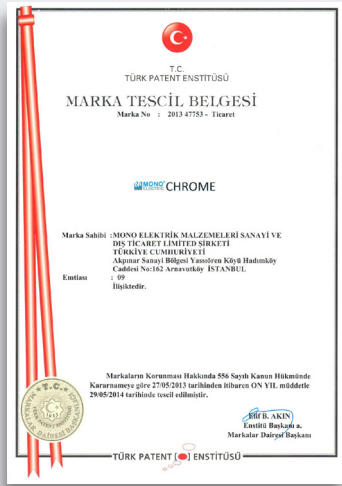 T.C.
TÜRK PATENT ENSTİTÜSÜ
MARKA TESCİL BELGESİ
Marka No : 2013 47753 - Ticaret
MONO ELECTRIC CHROME
Marka Sahibi :MONO ELEKTRİK MALZEMELERİ SANAYİ VE
DIŞ TİCARET LİMİTED ŞİRKETİ
TÜRKİYE CUMHURİYETİ
Akpınar Sanayi Bölgesi Yassıören Köyü Hadımköy
Caddesi No:162 Arnavutköy İSTANBUL
Emtiası : 09
İlişiktedir.
Markaların Korunması Hakkında 556 Sayılı Kanun Hükmünde
Kararnameye göre 27/05/2013 tarihinden itibaren ON YIL müddetle
29/05/2014 tarihinde tescil edilmiştir.
Elif B. AKIN
Enstitü Başkanı a.
Markalar Dairesi Başkanı
T.C.
TÜRK PATENT ENSTİTÜSÜ